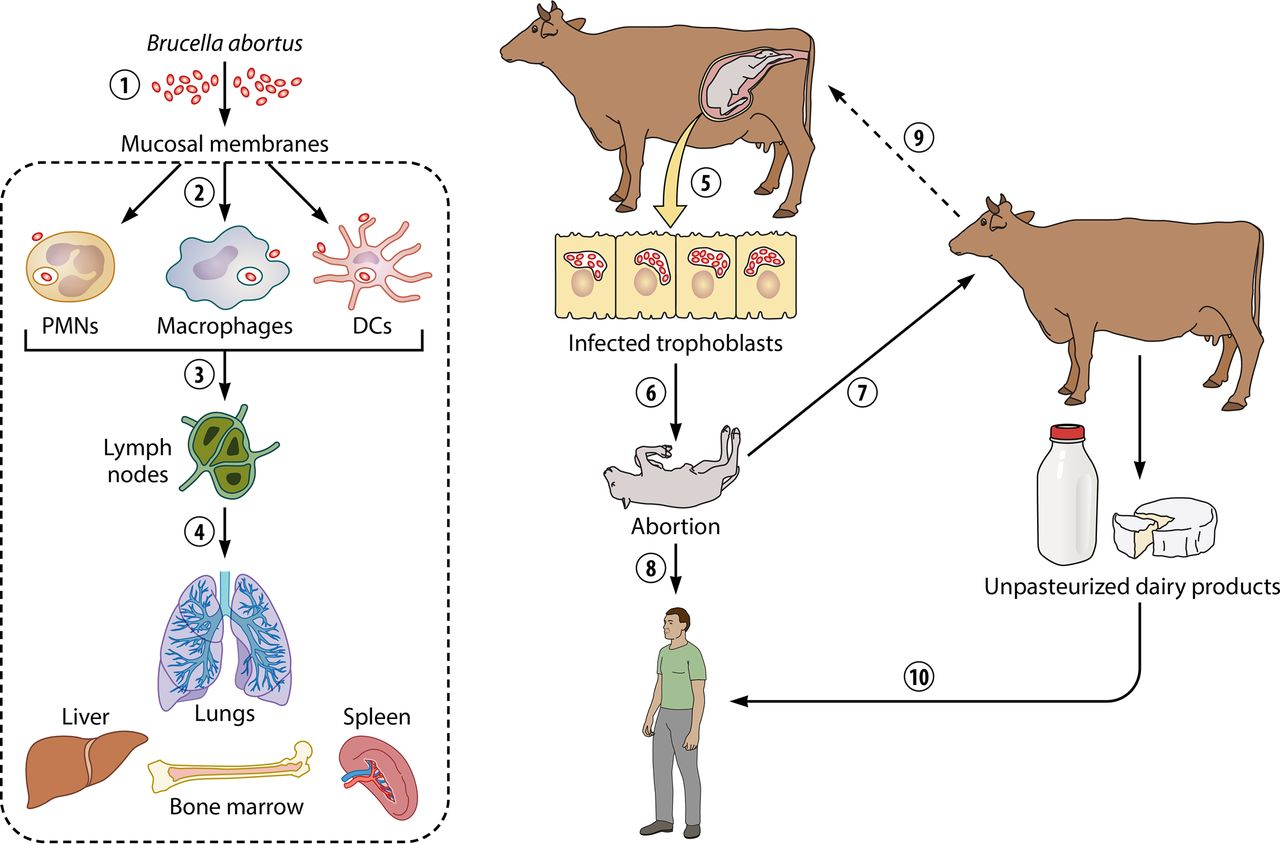 Brucella abortus
1
Mucosal membranes
2
PMNs
Macrophages
DCs
3
Lymph
nodes
4
Lungs
Liver
Spleen
Bone marrow
5
Infected trophoblasts
6
Abortion
7
8
9
Unpasteurized dairy products
10